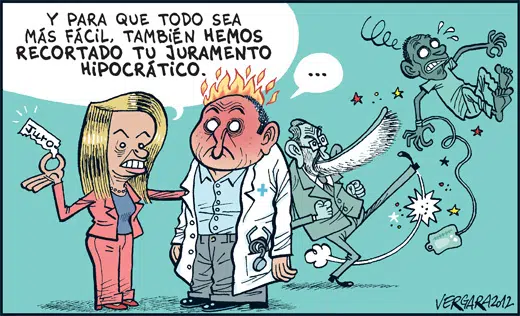 Y PARA QUE TODO SEA
MÁS FÁCIL, TAMBIÉN HEMOS
RECORTADO TU JURAMENTO
HIPOCRÁTICO.
...
Juro.
VERGARA2012